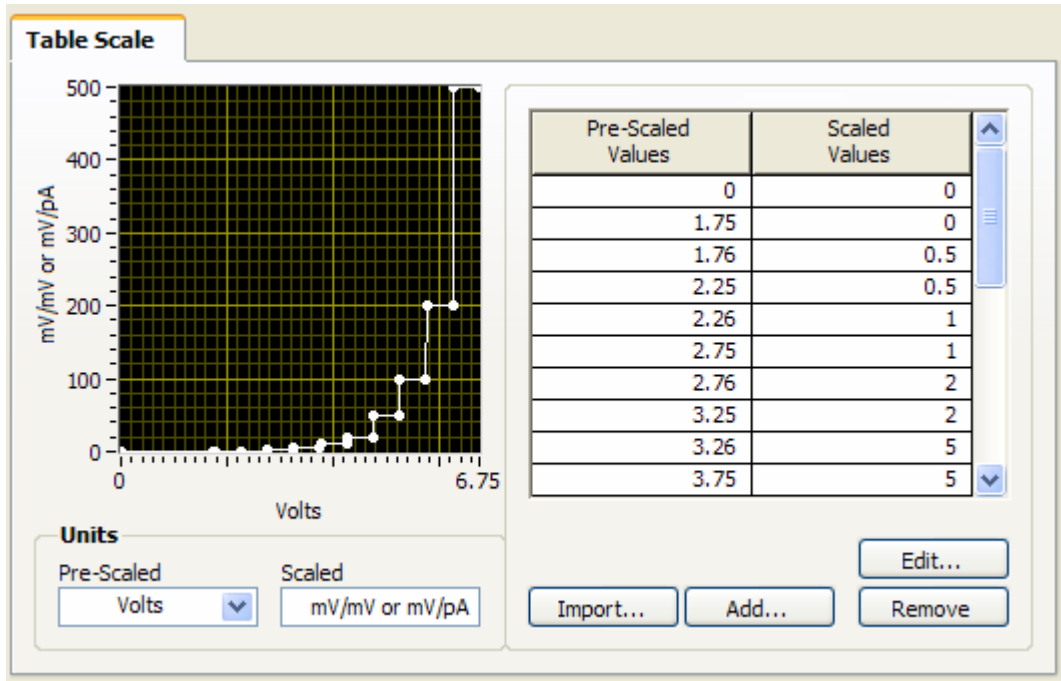 Table Scale
500
400
300
200
100
0
mV/mV or mV/pA
0
6.75
Volts
Pre-Scaled Values
Scaled Values
0 0
1.75 0
1.76 0.5
2.25 0.5
2.26 1
2.75 1
2.76 2
3.25 2
3.26 5
3.75 5
Units
Pre-Scaled
Scaled
Volts
mV/mV or mV/pA
Edit...
Import...
Add...
Remove